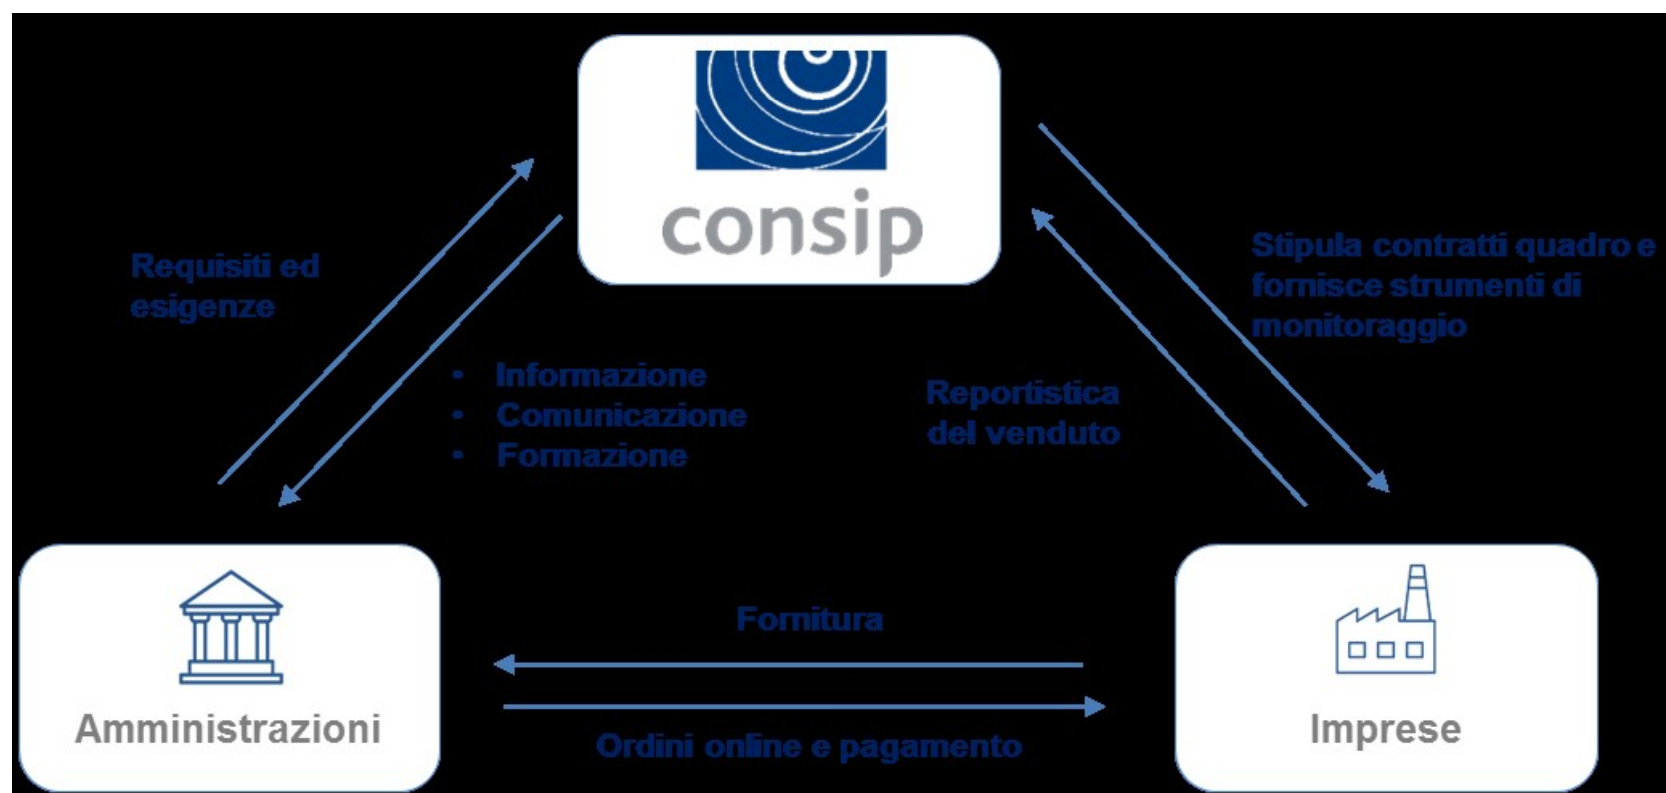 consip
Requisiti ed
esigenze
Stipula contratti quadro e
fornisce strumenti di
monitoraggio
• Informazione
• Comunicazione
• Formazione
Reportistica
del venduto
Fornitura
Amministrazioni
Imprese
Ordini online e pagamento